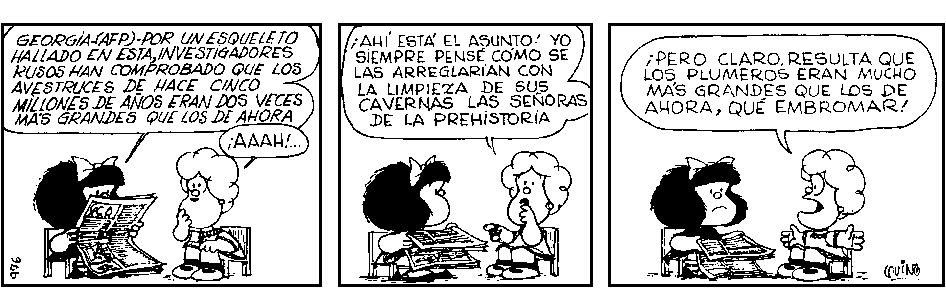 GEORGIA-(AFP)-POR UN ESQUELETO
HALLADO EN ESTA, INVESTIGADORES
RUSOS HAN COMPROBADO QUE LOS
AVESTRUCES DE HACE CINCO
MILLONES DE AÑOS ERAN DOS VECES
MAS GRANDES QUE LOS DE AHORA
¡AAAH!...
¡AHÍ ESTÁ EL ASUNTO! YO
SIEMPRE PENSÉ CÓMO SE
LAS ARREGLARÍAN CON
LA LIMPIEZA DE SUS
CAVERNAS LAS SEÑORAS
DE LA PREHISTORIA
¡PERO CLARO, RESULTA QUE
LOS PLUMEROS ERAN MUCHO
MÁS GRANDES QUE LOS DE
AHORA, QUÉ EMBROMAR!
976
QUINO